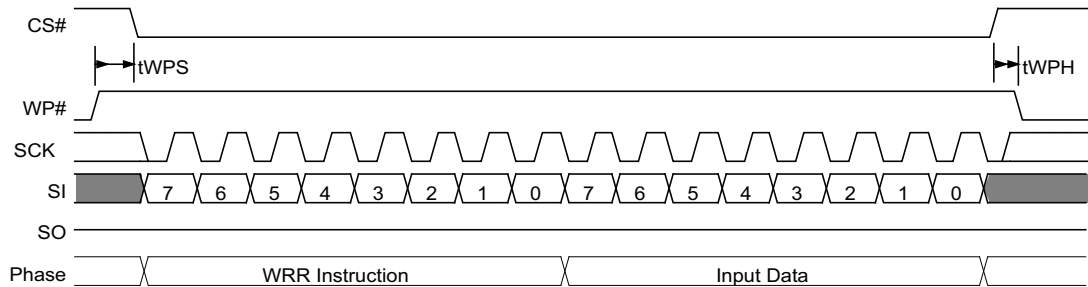 CS#
tWPS
tWPH
WP#
SCK
SI 7 6 5 4 3 2 1 0 7 6 5 4 3 2 1 0
SO
Phase WRR Instruction Input Data